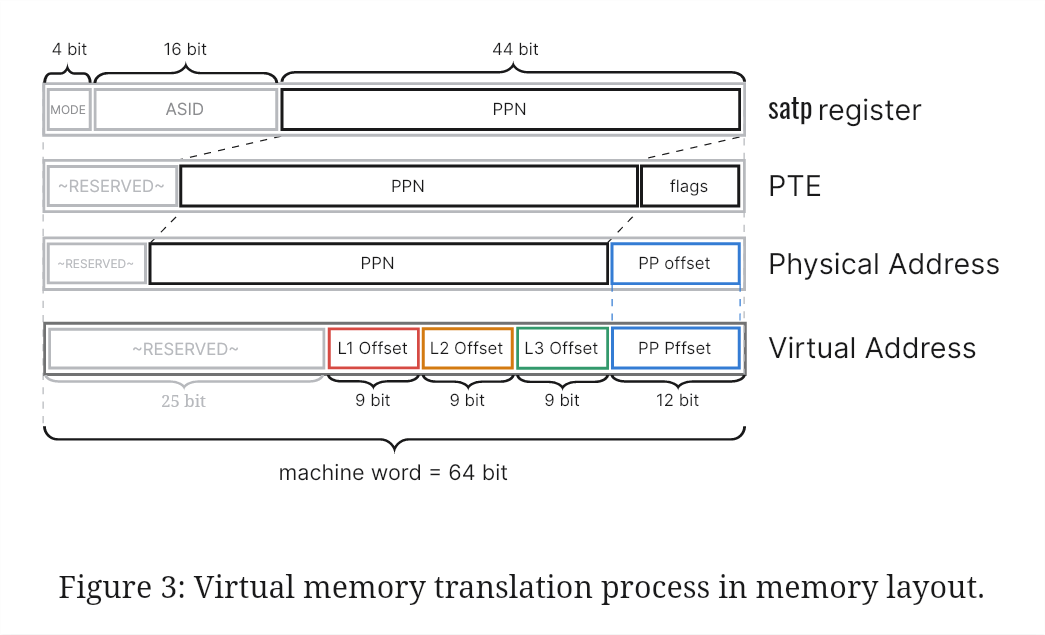 4 bit 16 bit 44 bit
MODE ASID PPN satp register
~RESERVED~ PPN flags PTE
~RESERVED~ PPN PP offset Physical Address
~RESERVED~ L1 Offset L2 Offset L3 Offset PP Pffset Virtual Address
25 bit 9 bit 9 bit 9 bit 12 bit
machine word = 64 bit
Figure 3: Virtual memory translation process in memory layout.